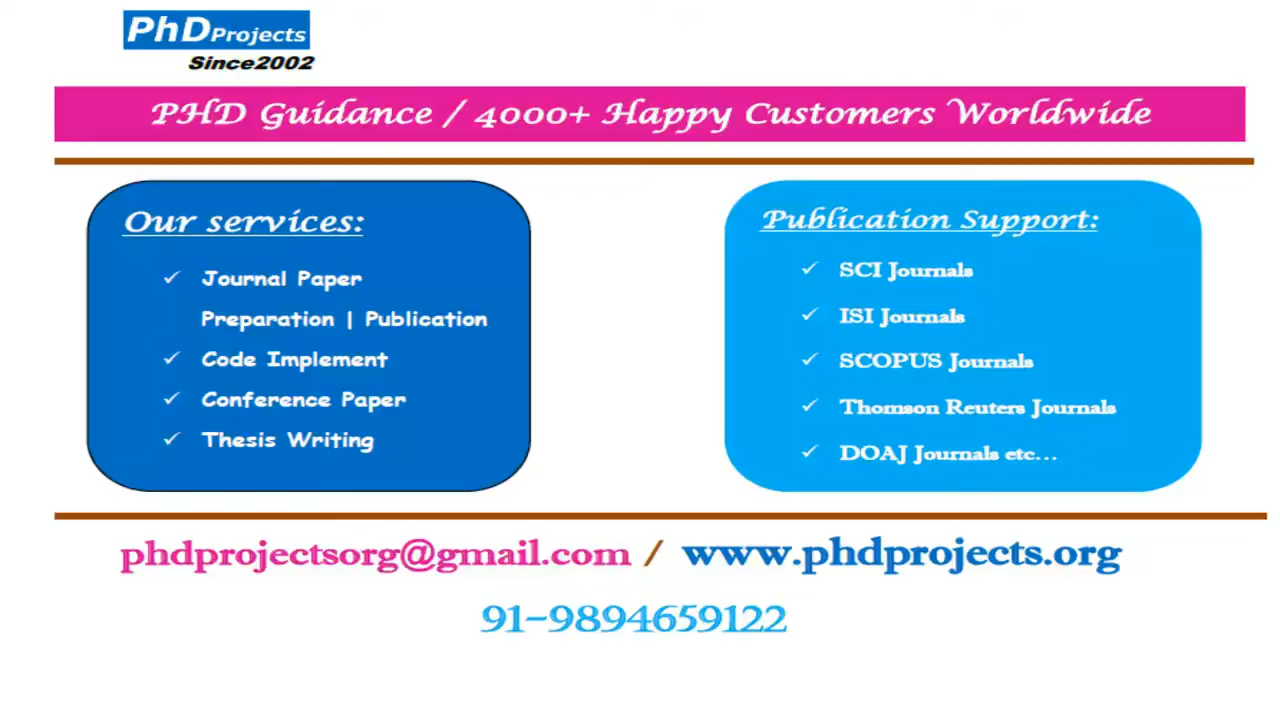 PhDProjects
Since2002
PHD Guidance / 4000+ Happy Customers Worldwide
Our services:
✓ Journal Paper
Preparation | Publication
✓ Code Implement
✓ Conference Paper
✓ Thesis Writing
Publication Support:
✓ SCI Journals
✓ ISI Journals
✓ SCOPUS Journals
✓ Thomson Reuters Journals
✓ DOAJ Journals etc...
phdprojectsorg@gmail.com / www.phdprojects.org
91-9894659122